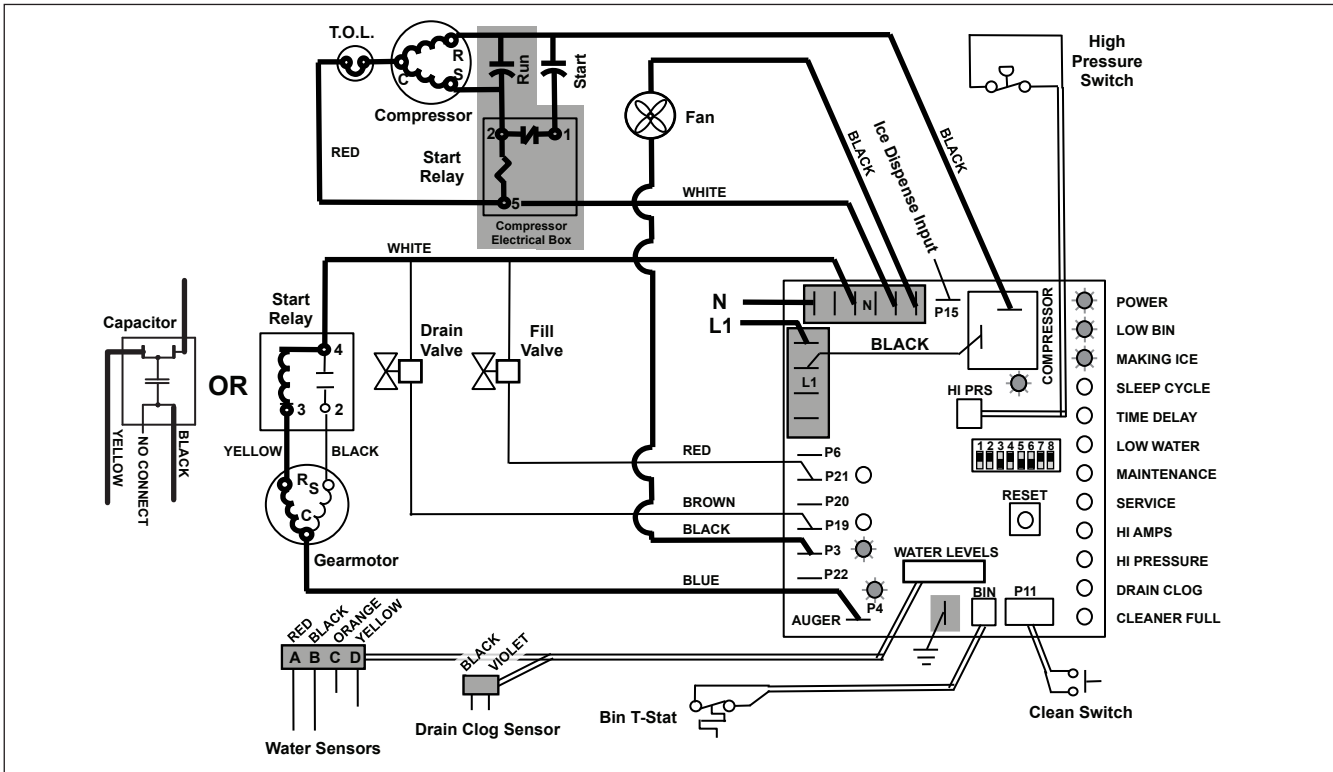 T.O.L.
C
R
S
Compressor
Run
Start
High
Pressure
Switch
Fan
2
1
RED
Start
Relay
5
Compressor
Electrical Box
WHITE
BLACK
Ice Dispense Input
BLACK
WHITE
Capacitor
YELLOW
NO CONNECT
BLACK
OR
Start
Relay
4
3
2
YELLOW
BLACK
R
S
C
Gearmotor
Drain
Valve
Fill
Valve
N
L1
N
P15
BLACK
L1
COMPRESSOR
HI PRS
1 2 3 4 5 6 7 8
RESET
POWER
LOW BIN
MAKING ICE
SLEEP CYCLE
TIME DELAY
LOW WATER
MAINTENANCE
SERVICE
HI AMPS
HI PRESSURE
DRAIN CLOG
CLEANER FULL
P6
RED
P21
P20
BROWN
P19
BLACK
P3
P22
BLUE
P4
AUGER
WATER LEVELS
BIN
P11
RED
BLACK
ORANGE
YELLOW
A B C D
Water Sensors
BLACK
VIOLET
Drain Clog Sensor
Bin T-Stat
Clean Switch